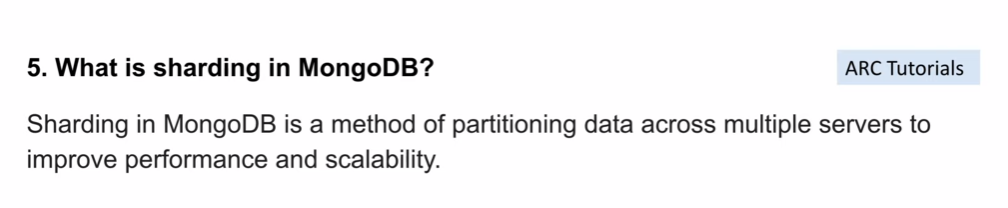 5. What is sharding in MongoDB?
ARC Tutorials
Sharding in MongoDB is a method of partitioning data across multiple servers to
improve performance and scalability.